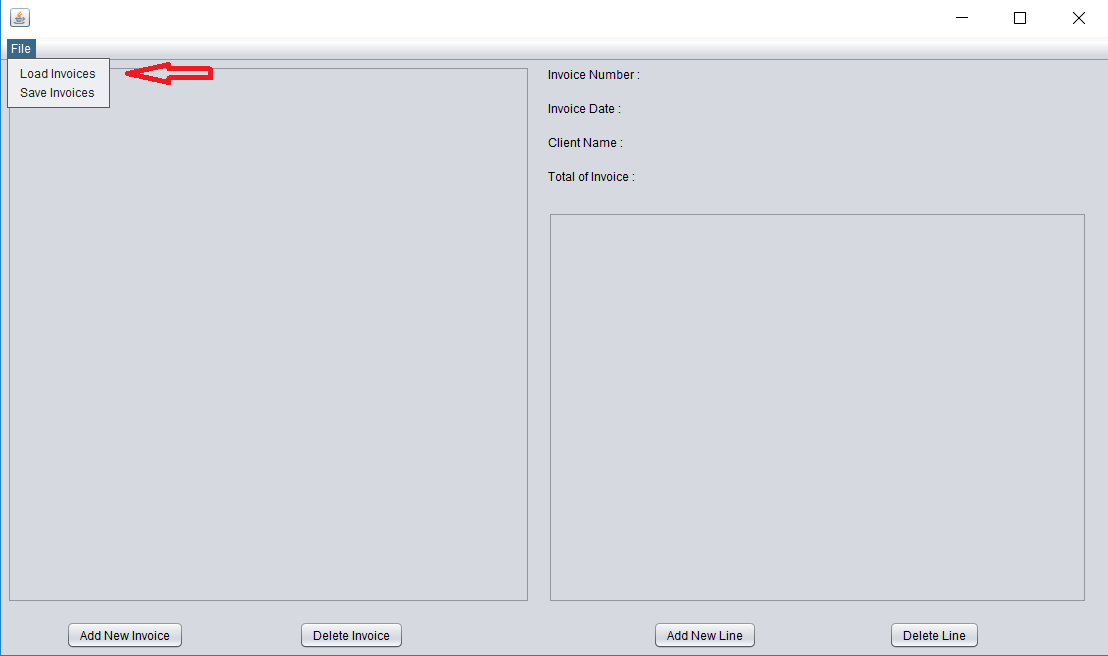 File
Load Invoices
Save Invoices
Invoice Number :
Invoice Date :
Client Name :
Total of Invoice :
Add New Invoice
Delete Invoice
Add New Line
Delete Line